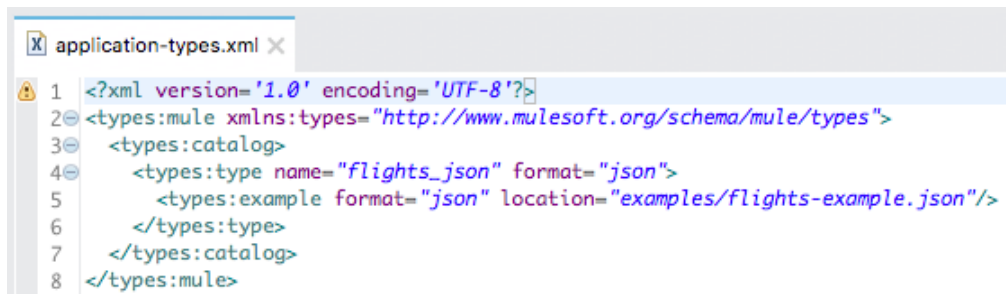 application-types.xml
1 <?xml version='1.0' encoding='UTF-8'?>
2 <types:mule xmlns:types="http://www.mulesoft.org/schema/mule/types">
3 <types:catalog>
4 <types:type name="flights_json" format="json">
5 <types:example format="json" location="examples/flights-example.json"/>
6 </types:type>
7 </types:catalog>
8 </types:mule>